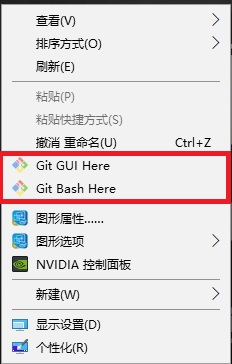 查看(V)
排序方式(O)
刷新(E)
粘贴(P)
粘贴快捷方式(S)
撤消 重命名(U) Ctrl+Z
Git GUI Here
Git Bash Here
图形属性......
图形选项
NVIDIA 控制面板
新建(W)
显示设置(D)
个性化(R)